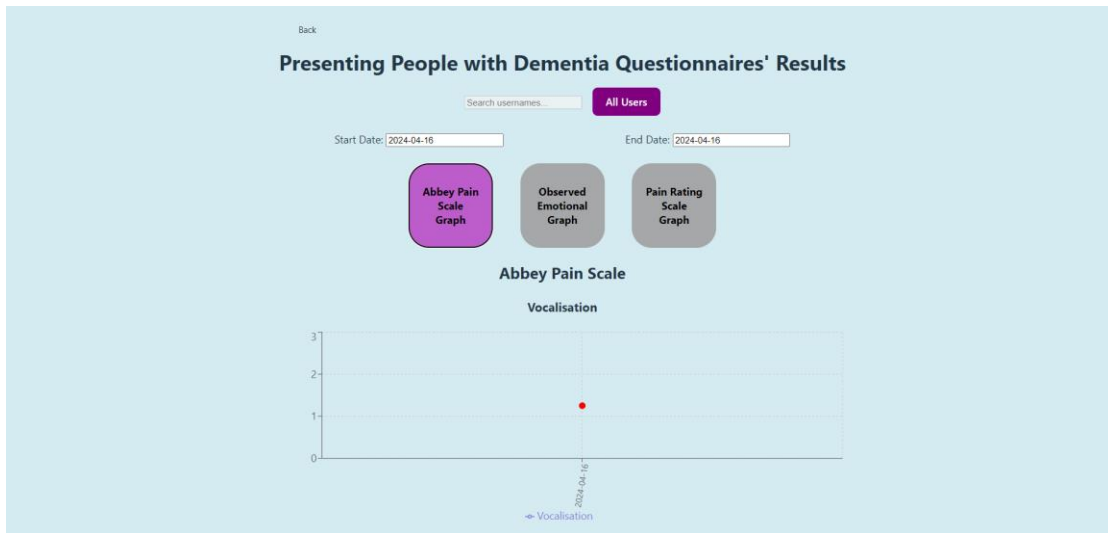 Back
Presenting People with Dementia Questionnaires' Results
Search usernames...
All Users
Start Date: 2024-04-16
End Date: 2024-04-16
Abbey Pain
Scale
Graph
Observed
Emotional
Graph
Pain Rating
Scale
Graph
Abbey Pain Scale
Vocalisation
3
2
1
0
2024-04-16
Vocalisation